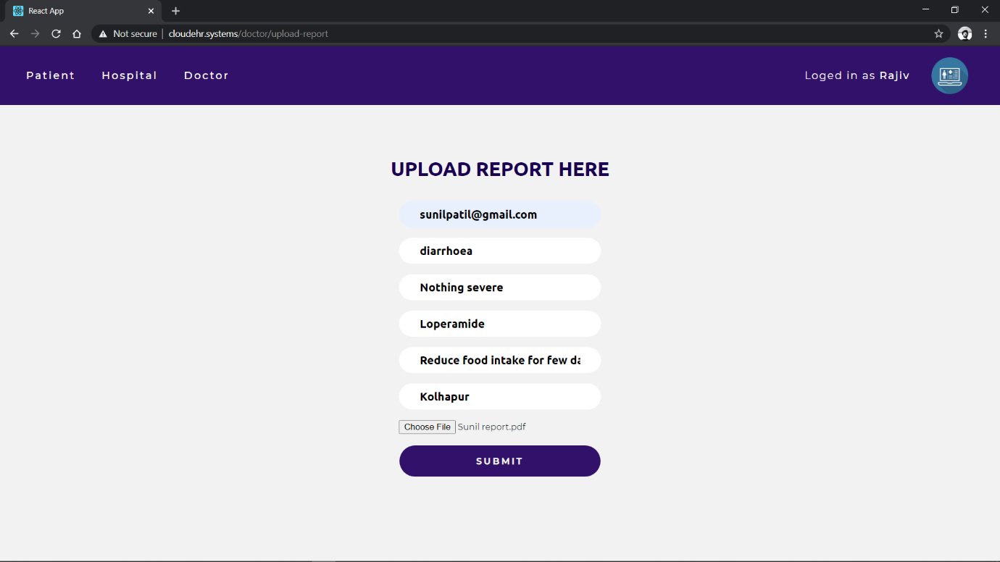 React App
Not secure | cloudehr.systems/doctor/upload-report
Patient Hospital Doctor Loged in as Rajiv
UPLOAD REPORT HERE
sunilpatil@gmail.com
diarrhoea
Nothing severe
Loperamide
Reduce food intake for few da
Kolhapur
Choose File Sunil report.pdf
SUBMIT